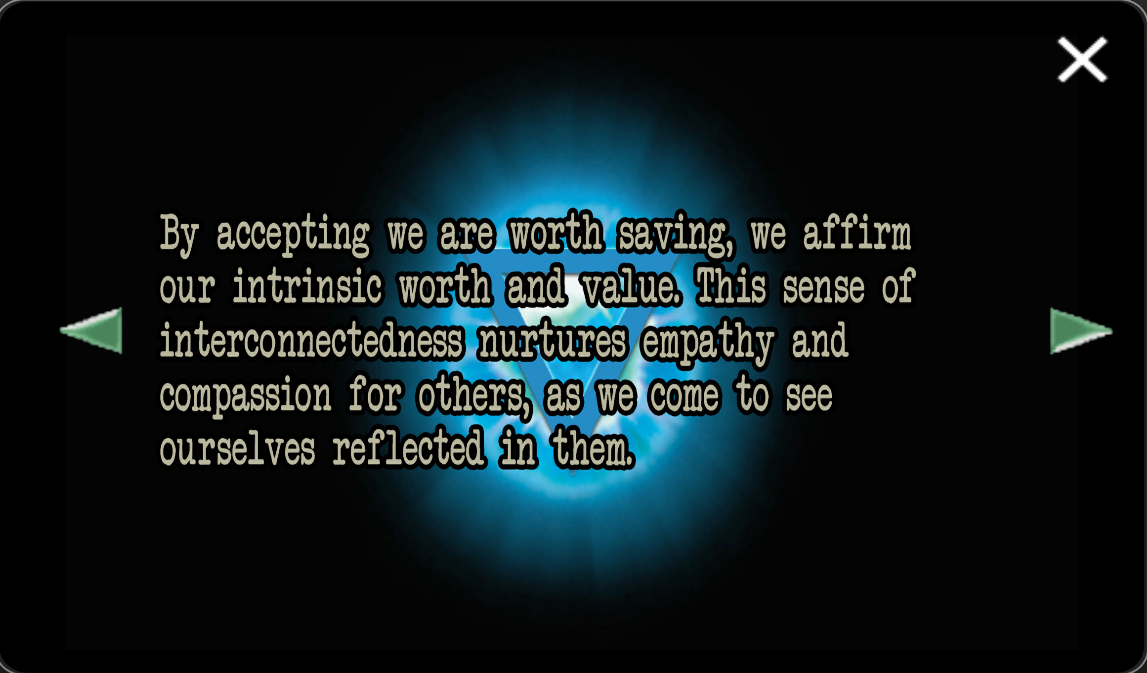 By accepting we are worth saving, we affirm
our intrinsic worth and value. This sense of
interconnectedness nurtures empathy and
compassion for others, as we come to see
ourselves reflected in them.